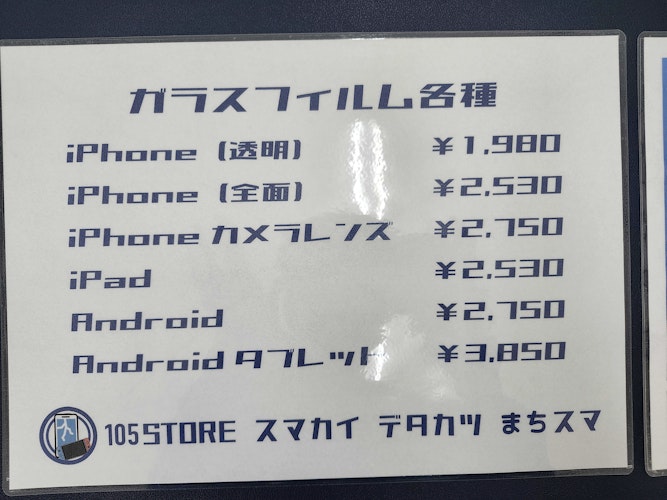 ガラスフィルム各種
iPhone (透明) ¥1,980
iPhone (全面) ¥2,530
iPhone カメラレンズ ¥2,750
iPad ¥2,530
Android ¥2,750
Android タブレット ¥3,850
105STORE スマカイ デタカツ まちスマ